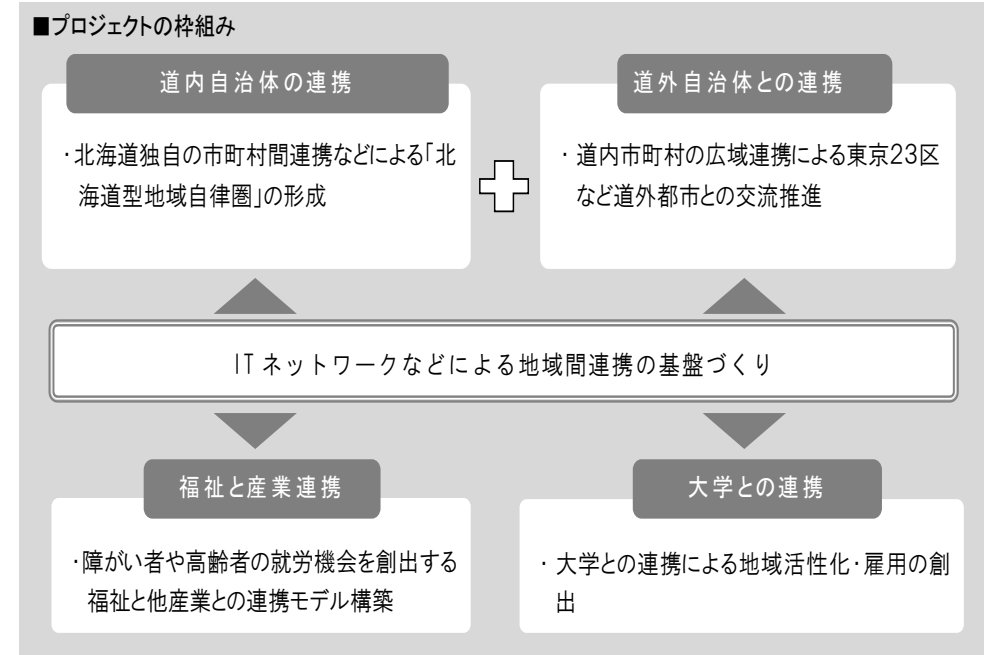 ■プロジェクトの枠組み
道内自治体の連携
・北海道独自の市町村間連携などによる「北
海道型地域自律圏」の形成
道外自治体との連携
・道内市町村の広域連携による東京23区
など道外都市との交流推進
ITネットワークなどによる地域間連携の基盤づくり
福祉と産業連携
・障がい者や高齢者の就労機会を創出する
福祉と他産業との連携モデル構築
大学との連携
・大学との連携による地域活性化・雇用の創
出